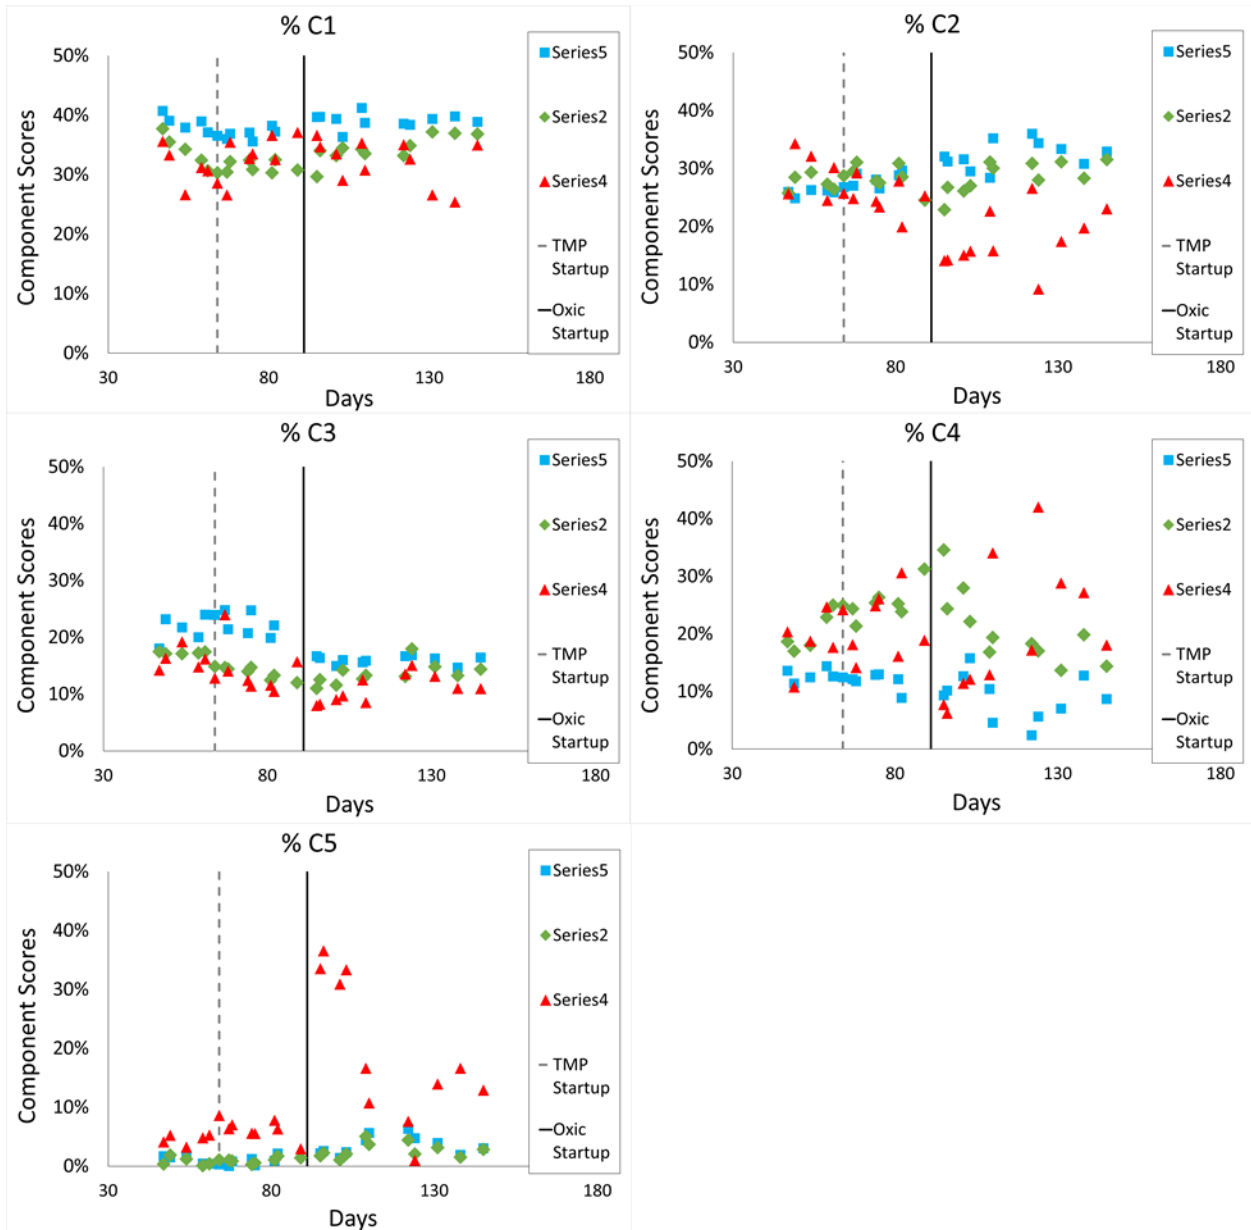 % C1
50%
40%
30%
20%
10%
0%
Component Scores
30
80
130
180
Days
Series5
Series2
Series4
TMP
Startup
Oxic
Startup
% C2
50%
40%
30%
20%
10%
0%
Component Scores
30
80
130
180
Days
Series5
Series2
Series4
TMP
Startup
Oxic
Startup
% C3
50%
40%
30%
20%
10%
0%
Component Scores
30
80
130
180
Days
Series5
Series2
Series4
TMP
Startup
Oxic
Startup
% C4
50%
40%
30%
20%
10%
0%
Component Scores
30
80
130
180
Days
Series5
Series2
Series4
TMP
Startup
Oxic
Startup
% C5
50%
40%
30%
20%
10%
0%
Component Scores
30
80
130
180
Days
Series5
Series2
Series4
TMP
Startup
Oxic
Startup